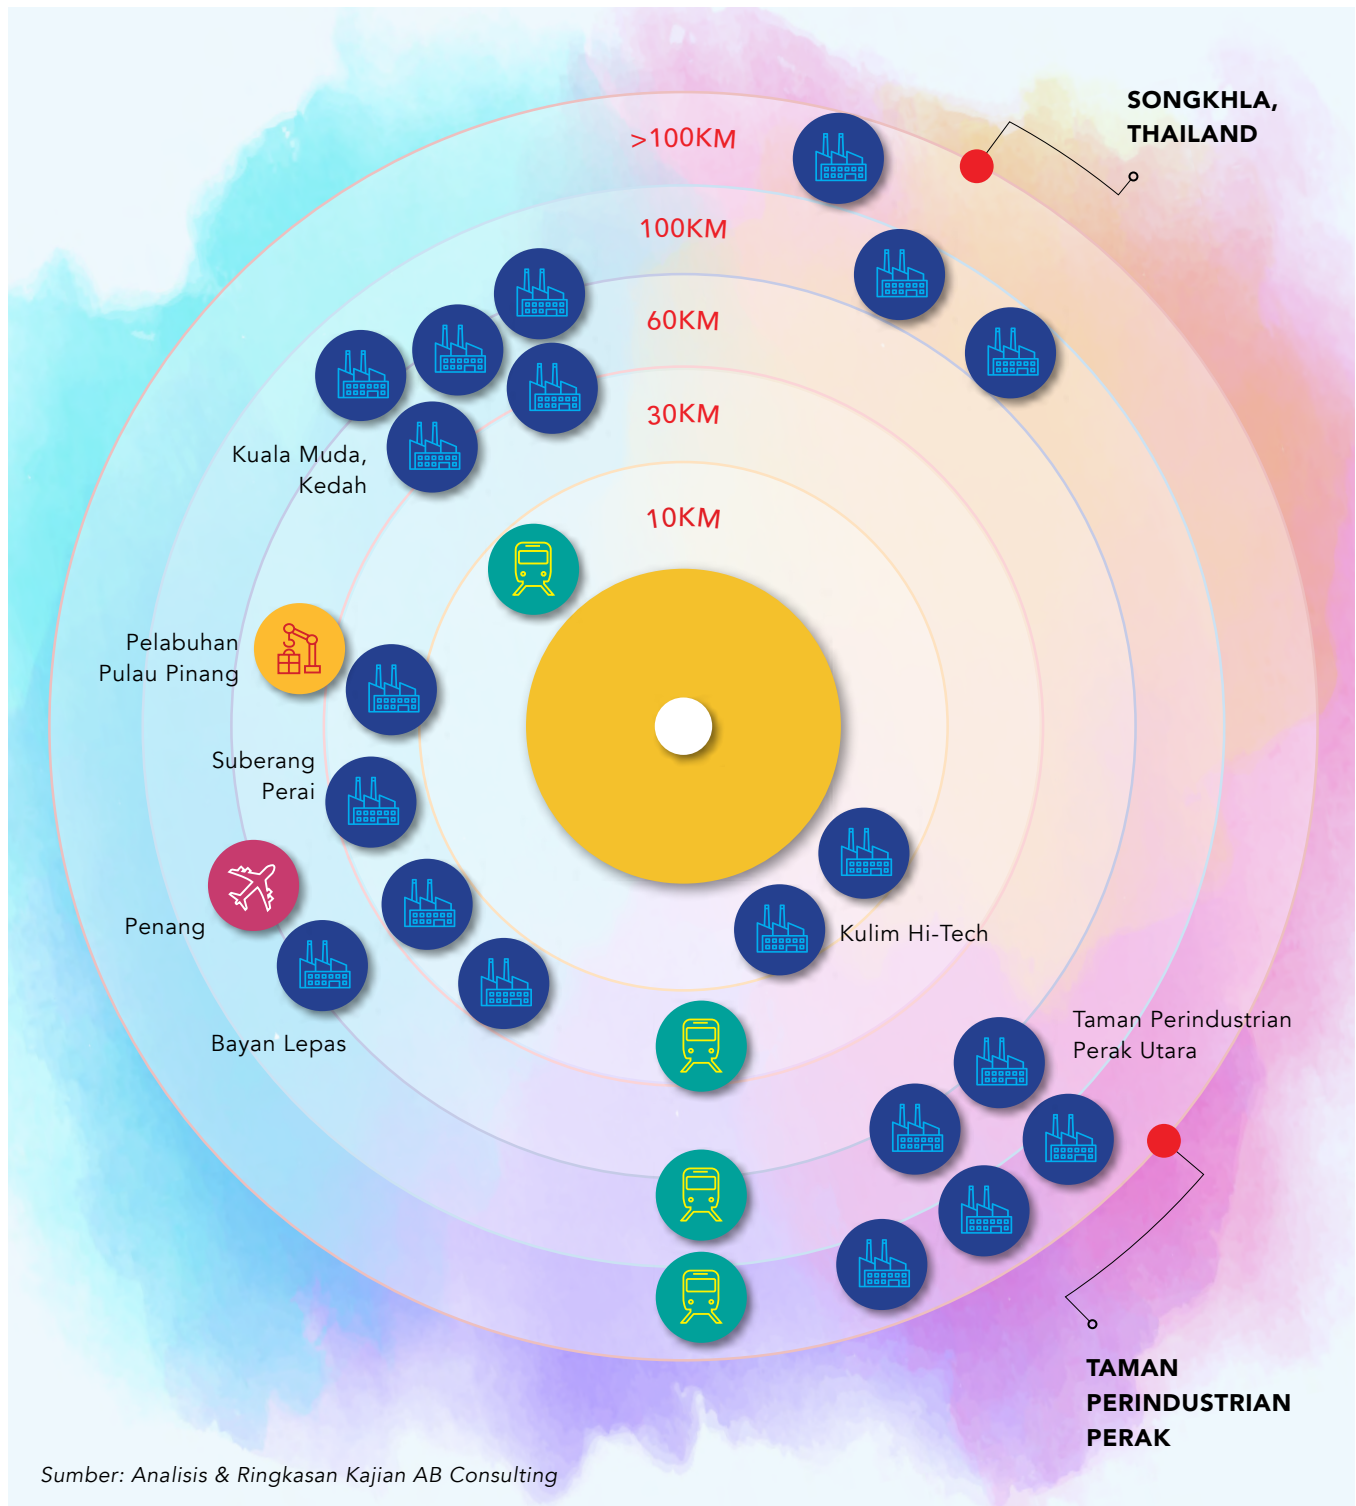 SONGKHLA,
THAILAND
>100KM
100KM
60KM
30KM
10KM
Kuala Muda,
Kedah
Pelabuhan
Pulau Pinang
Suberang
Perai
Penang
Kulim Hi-Tech
Bayan Lepas
Taman Perindustrian
Perak Utara
TAMAN
PERINDUSTRIAN
PERAK
Sumber: Analisis & Ringkasan Kajian AB Consulting